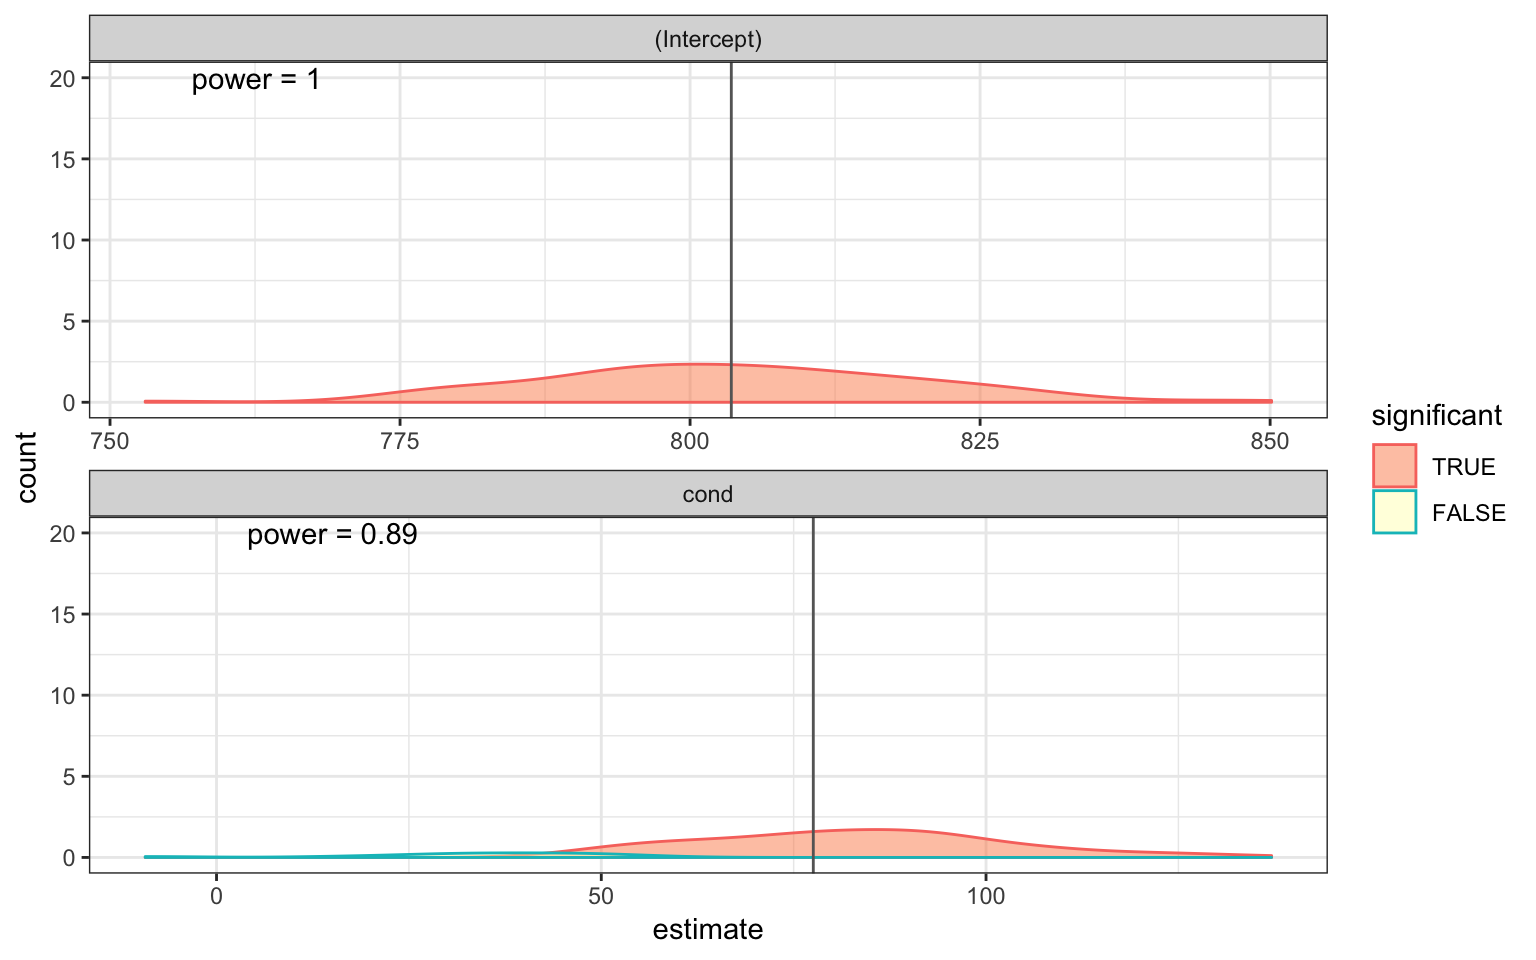 (Intercept)
power = 1
20
15
10
5
0
750 775 800 825 850
count
cond
power = 0.89
20
15
10
5
0
0 50 100
estimate
significant
TRUE
FALSE